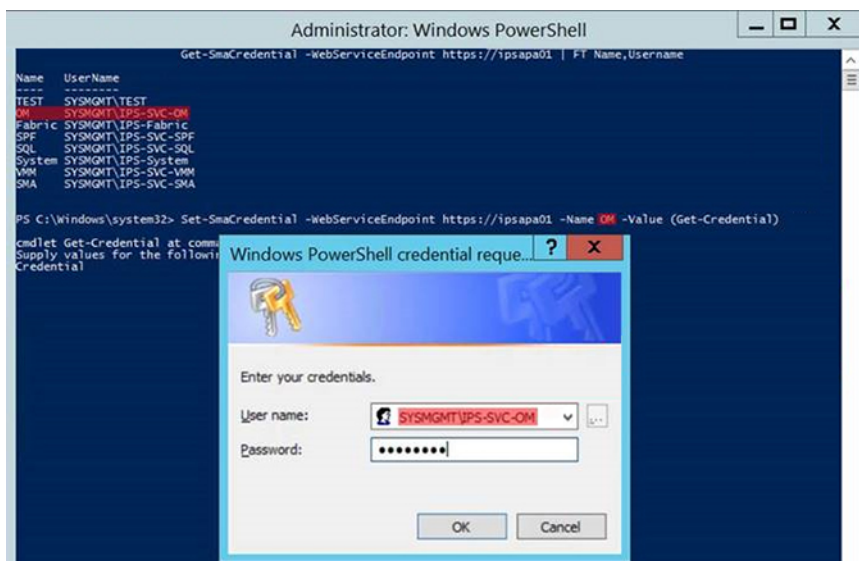 Administrator: Windows PowerShell
Get-SmaCredential -WebServiceEndpoint https://ipsapa01 | FT Name,Username
Name UserName
---- --------
TEST SYSMGMT\TEST
OM SYSMGMT\IPS-SVC-OM
Fabric SYSMGMT\IPS-Fabric
SPF SYSMGMT\IPS-SVC-SPF
SQL SYSMGMT\IPS-SVC-SQL
System SYSMGMT\IPS-System
VMM SYSMGMT\IPS-SVC-VMM
SMA SYSMGMT\IPS-SVC-SMA
PS C:\Windows\system32> Set-SmaCredential -WebServiceEndpoint https://ipsapa01 -Name OM -Value (Get-Credential)
cmdlet Get-Credential at comma
Supply values for the followin
Credential
Windows PowerShell credential reque... ? x
Enter your credentials.
User name: SYSMGMT\IPS-SVC-OM ...
Password: ••••••••
OK Cancel